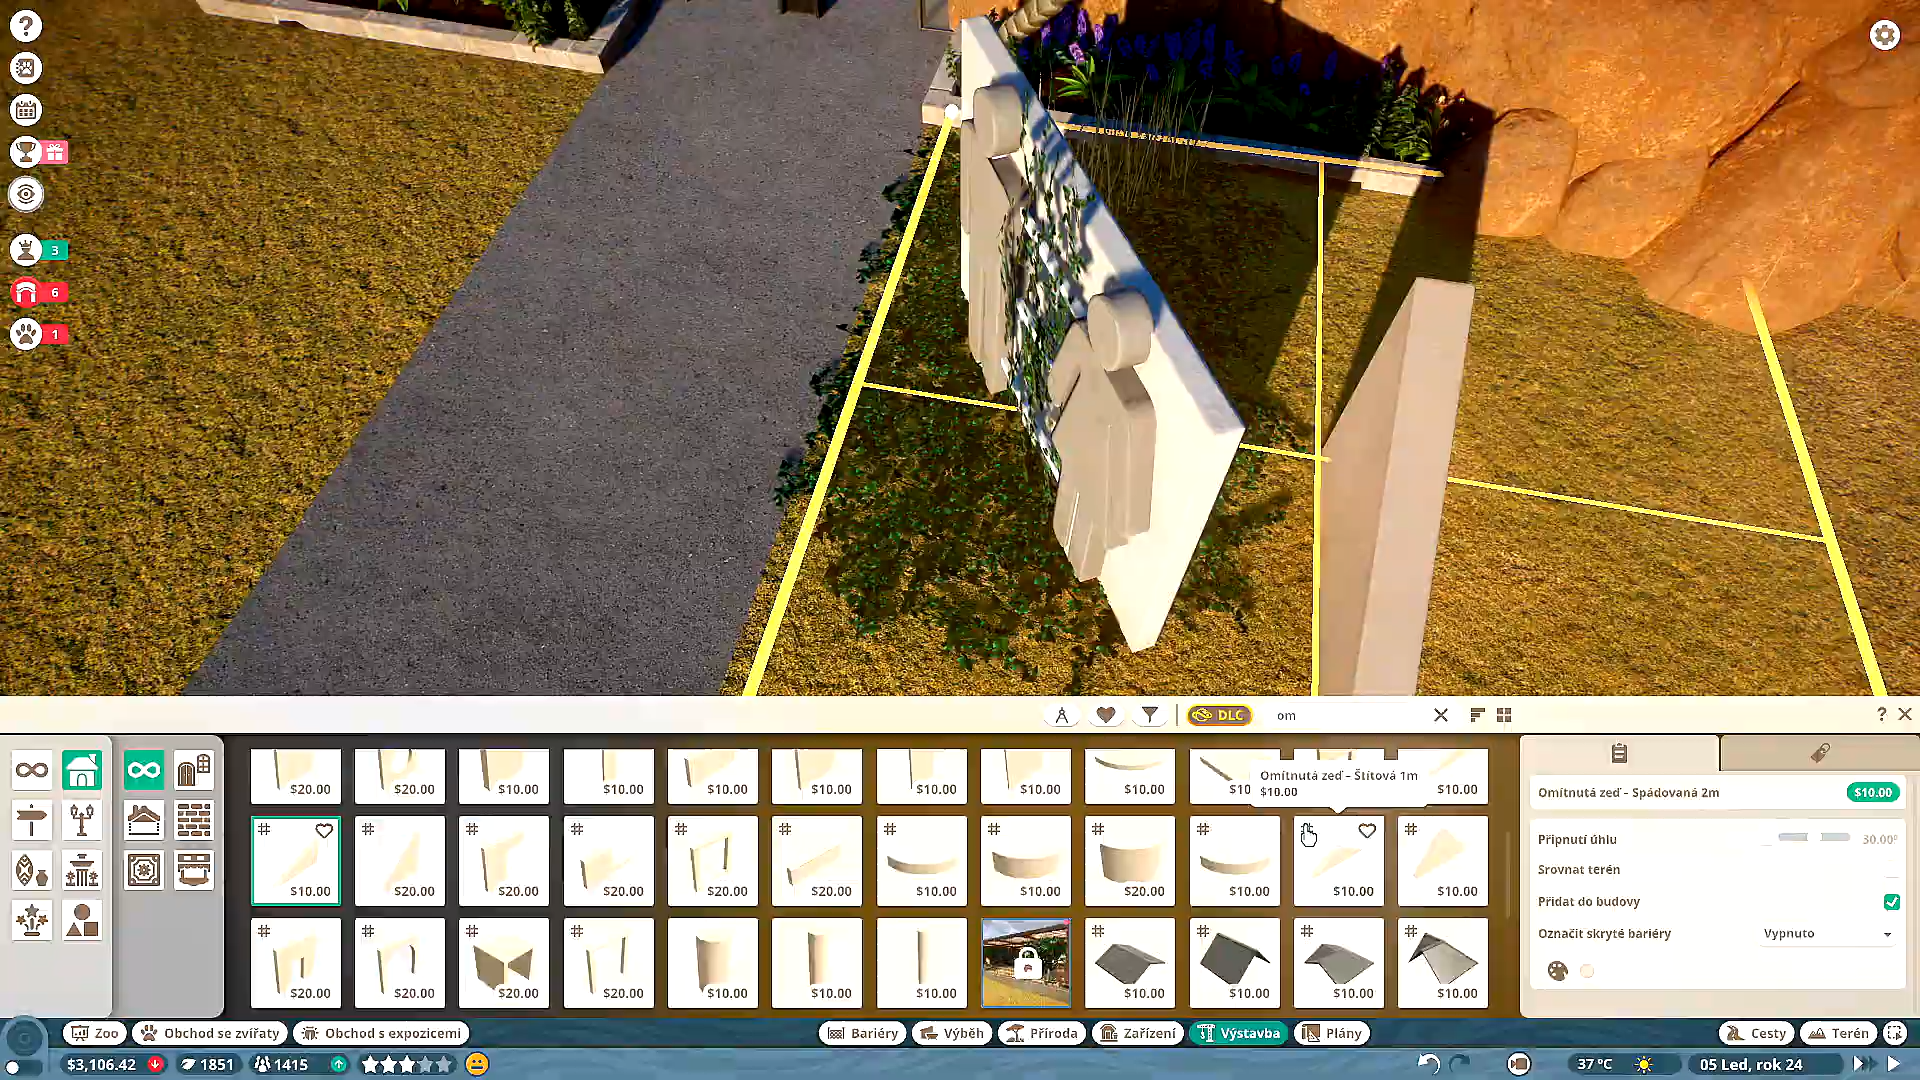 ?
3
6
1
DLC
om
?
Omítnutá zeď - Štítová 1m
$10.00
$20.00
$20.00
$10.00
$10.00
$10.00
$10.00
$10.00
$10.00
$10.00
$10.00
$10.00
$20.00
$20.00
$20.00
$20.00
$20.00
$10.00
$10.00
$20.00
$10.00
$10.00
$10.00
$20.00
$20.00
$20.00
$20.00
$10.00
$10.00
$10.00
$10.00
$10.00
$10.00
$10.00
Omítnutá zeď - Spádovaná 2m
$10.00
Připnutí úhlu
30.00°
Srovnat terén
Přidat do budovy
Označit skryté bariéry
Vypnuto
Zoo
Obchod se zvířaty
Obchod s expozicemi
Bariéry
Výběh
Příroda
Zařízení
Výstavba
Plány
Cesty
Terén
$3,106.42
1851
1415
37 °C
05 Led, rok 24